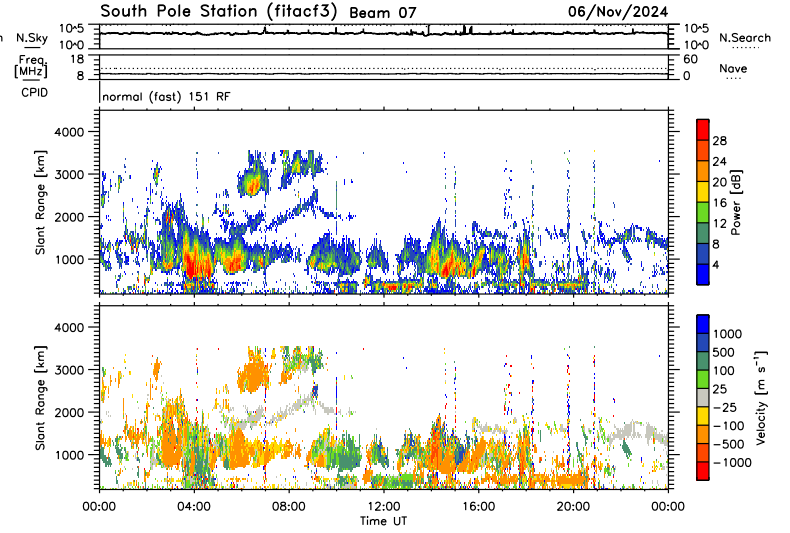 South Pole Station (fitacf3) Beam 07 06/Nov/2024
n N.Sky 10^5 10^0 10^5 10^0 N.Search
Freq. [MHz] 18 8 60 0 Nave
CPID normal (fast) 151 RF
Slant Range [km] 4000 3000 2000 1000
Power [dB] 28 24 20 16 12 8 4
Slant Range [km] 4000 3000 2000 1000
Velocity [m s⁻¹] 1000 500 100 25 −25 −100 −500 −1000
00:00 04:00 08:00 12:00 16:00 20:00 00:00
Time UT